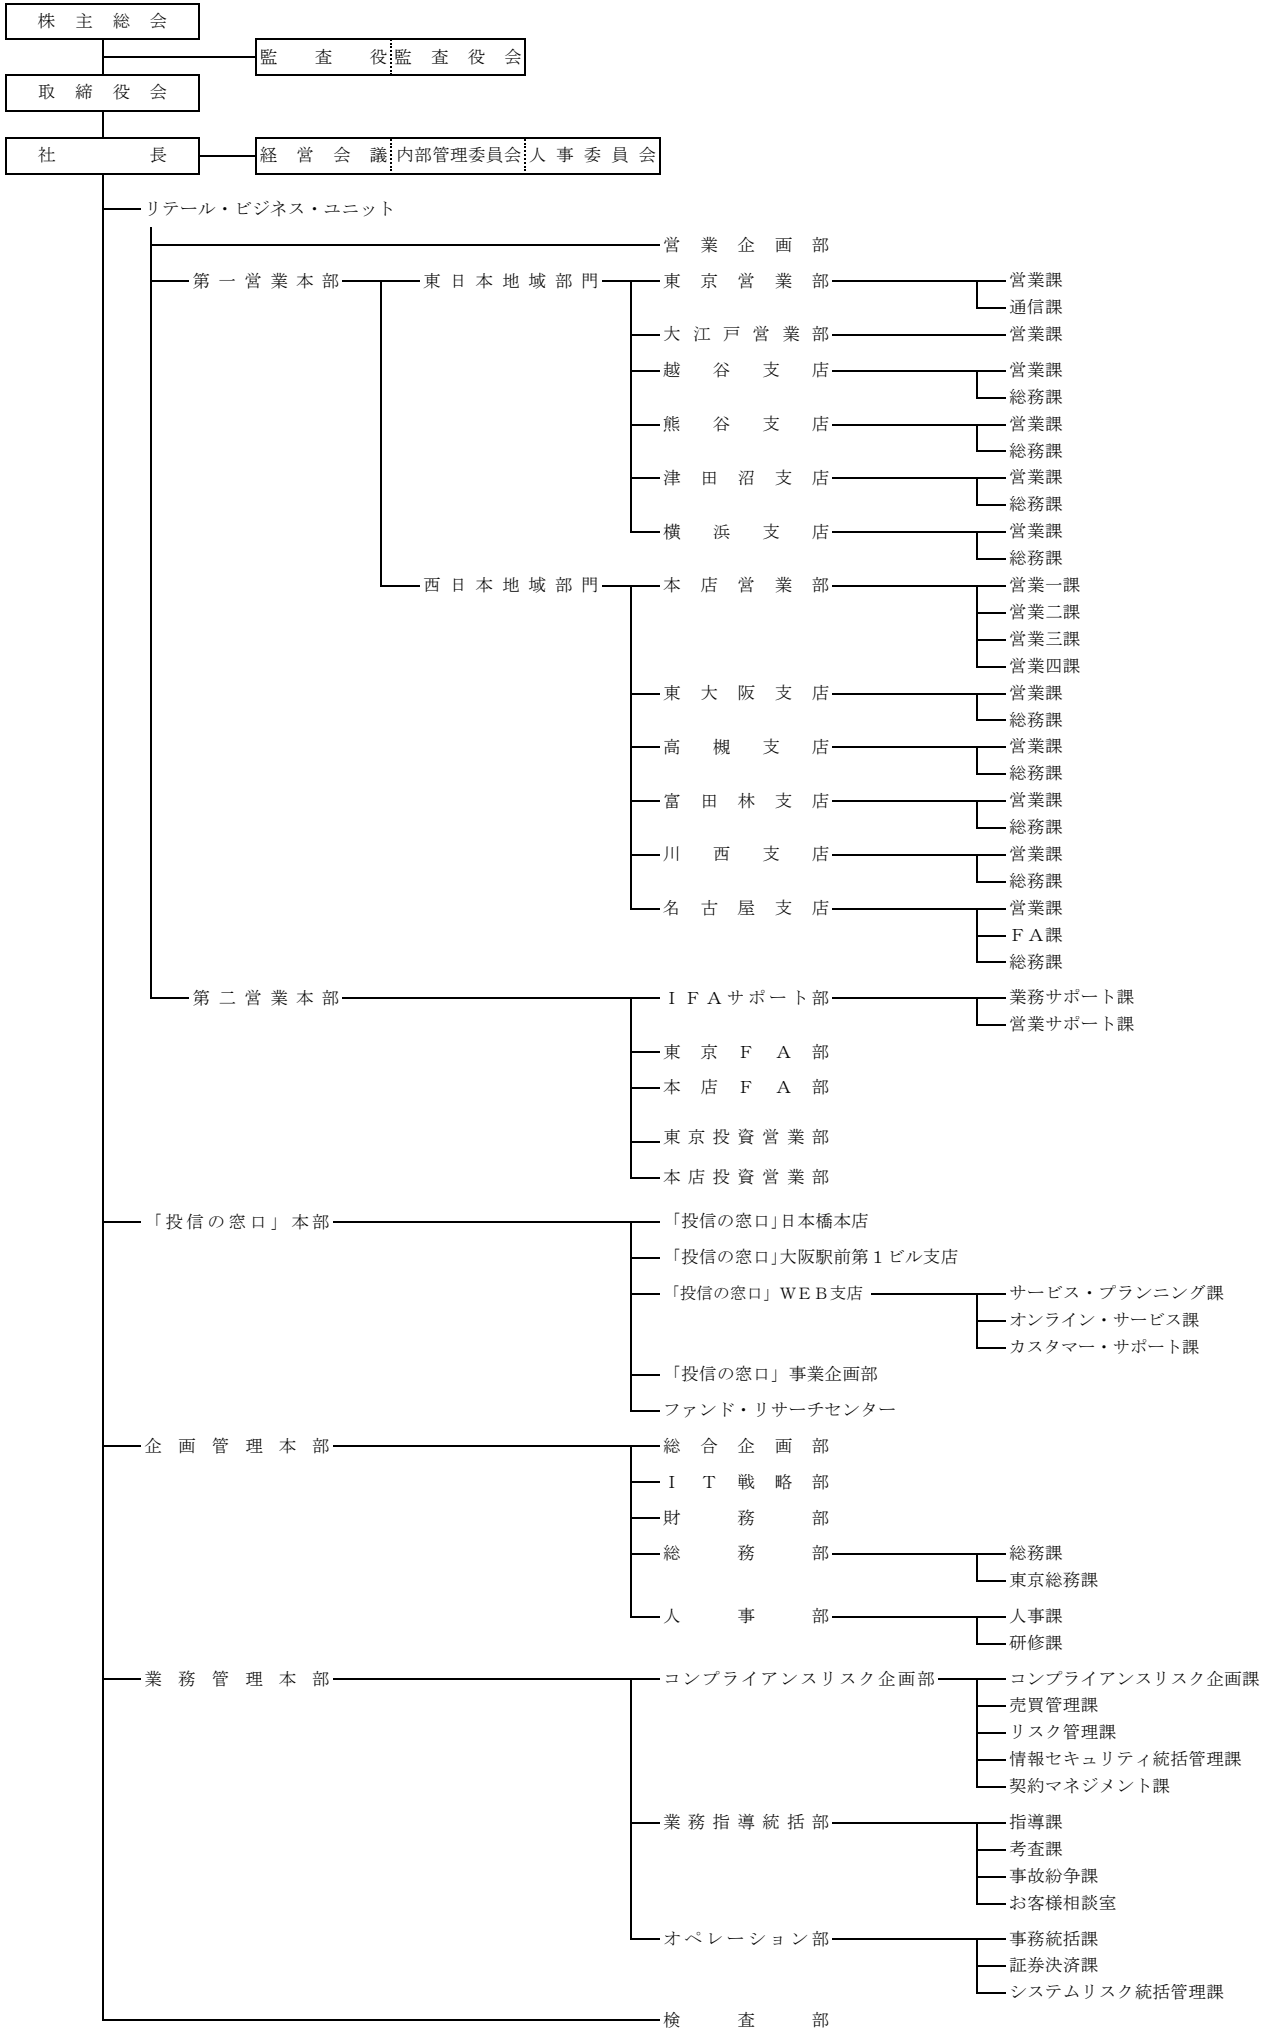 株主総会
監査役 監査役会
取締役会
社長 経営会議 内部管理委員会 人事委員会
リテール・ビジネス・ユニット
営業企画部
第一営業本部 東日本地域部門 東京営業部 営業課
通信課
大江戸営業部 営業課
越谷支店 営業課
総務課
熊谷支店 営業課
総務課
津田沼支店 営業課
総務課
横浜支店 営業課
総務課
西日本地域部門 本店営業部 営業一課
営業二課
営業三課
営業四課
東大阪支店 営業課
総務課
高槻支店 営業課
総務課
富田林支店 営業課
総務課
川西支店 営業課
総務課
名古屋支店 営業課
ＦＡ課
総務課
第二営業本部 ＩＦＡサポート部 業務サポート課
営業サポート課
東京ＦＡ部
本店ＦＡ部
東京投資営業部
本店投資営業部
「投信の窓口」本部 「投信の窓口」日本橋本店
「投信の窓口」大阪駅前第１ビル支店
「投信の窓口」ＷＥＢ支店 サービス・プランニング課
オンライン・サービス課
カスタマー・サポート課
「投信の窓口」事業企画部
ファンド・リサーチセンター
企画管理本部 総合企画部
ＩＴ戦略部
財務部
総務部 総務課
東京総務課
人事部 人事課
研修課
業務管理本部 コンプライアンスリスク企画部 コンプライアンスリスク企画課
売買管理課
リスク管理課
情報セキュリティ統括管理課
契約マネジメント課
業務指導統括部 指導課
考査課
事故紛争課
お客様相談室
オペレーション部 事務統括課
証券決済課
システムリスク統括管理課
検査部